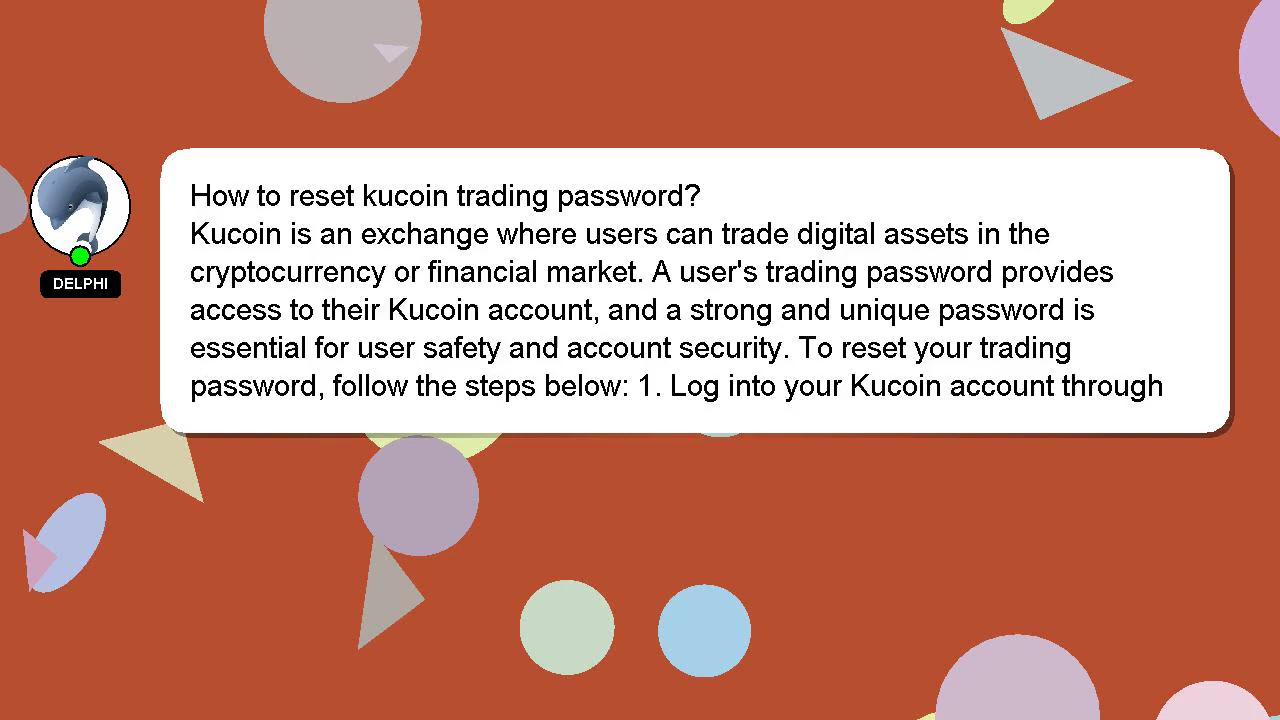 How to reset kucoin trading password?
Kucoin is an exchange where users can trade digital assets in the
cryptocurrency or financial market. A user's trading password provides
access to their Kucoin account, and a strong and unique password is
essential for user safety and account security. To reset your trading
password, follow the steps below: 1. Log into your Kucoin account through
DELPHI